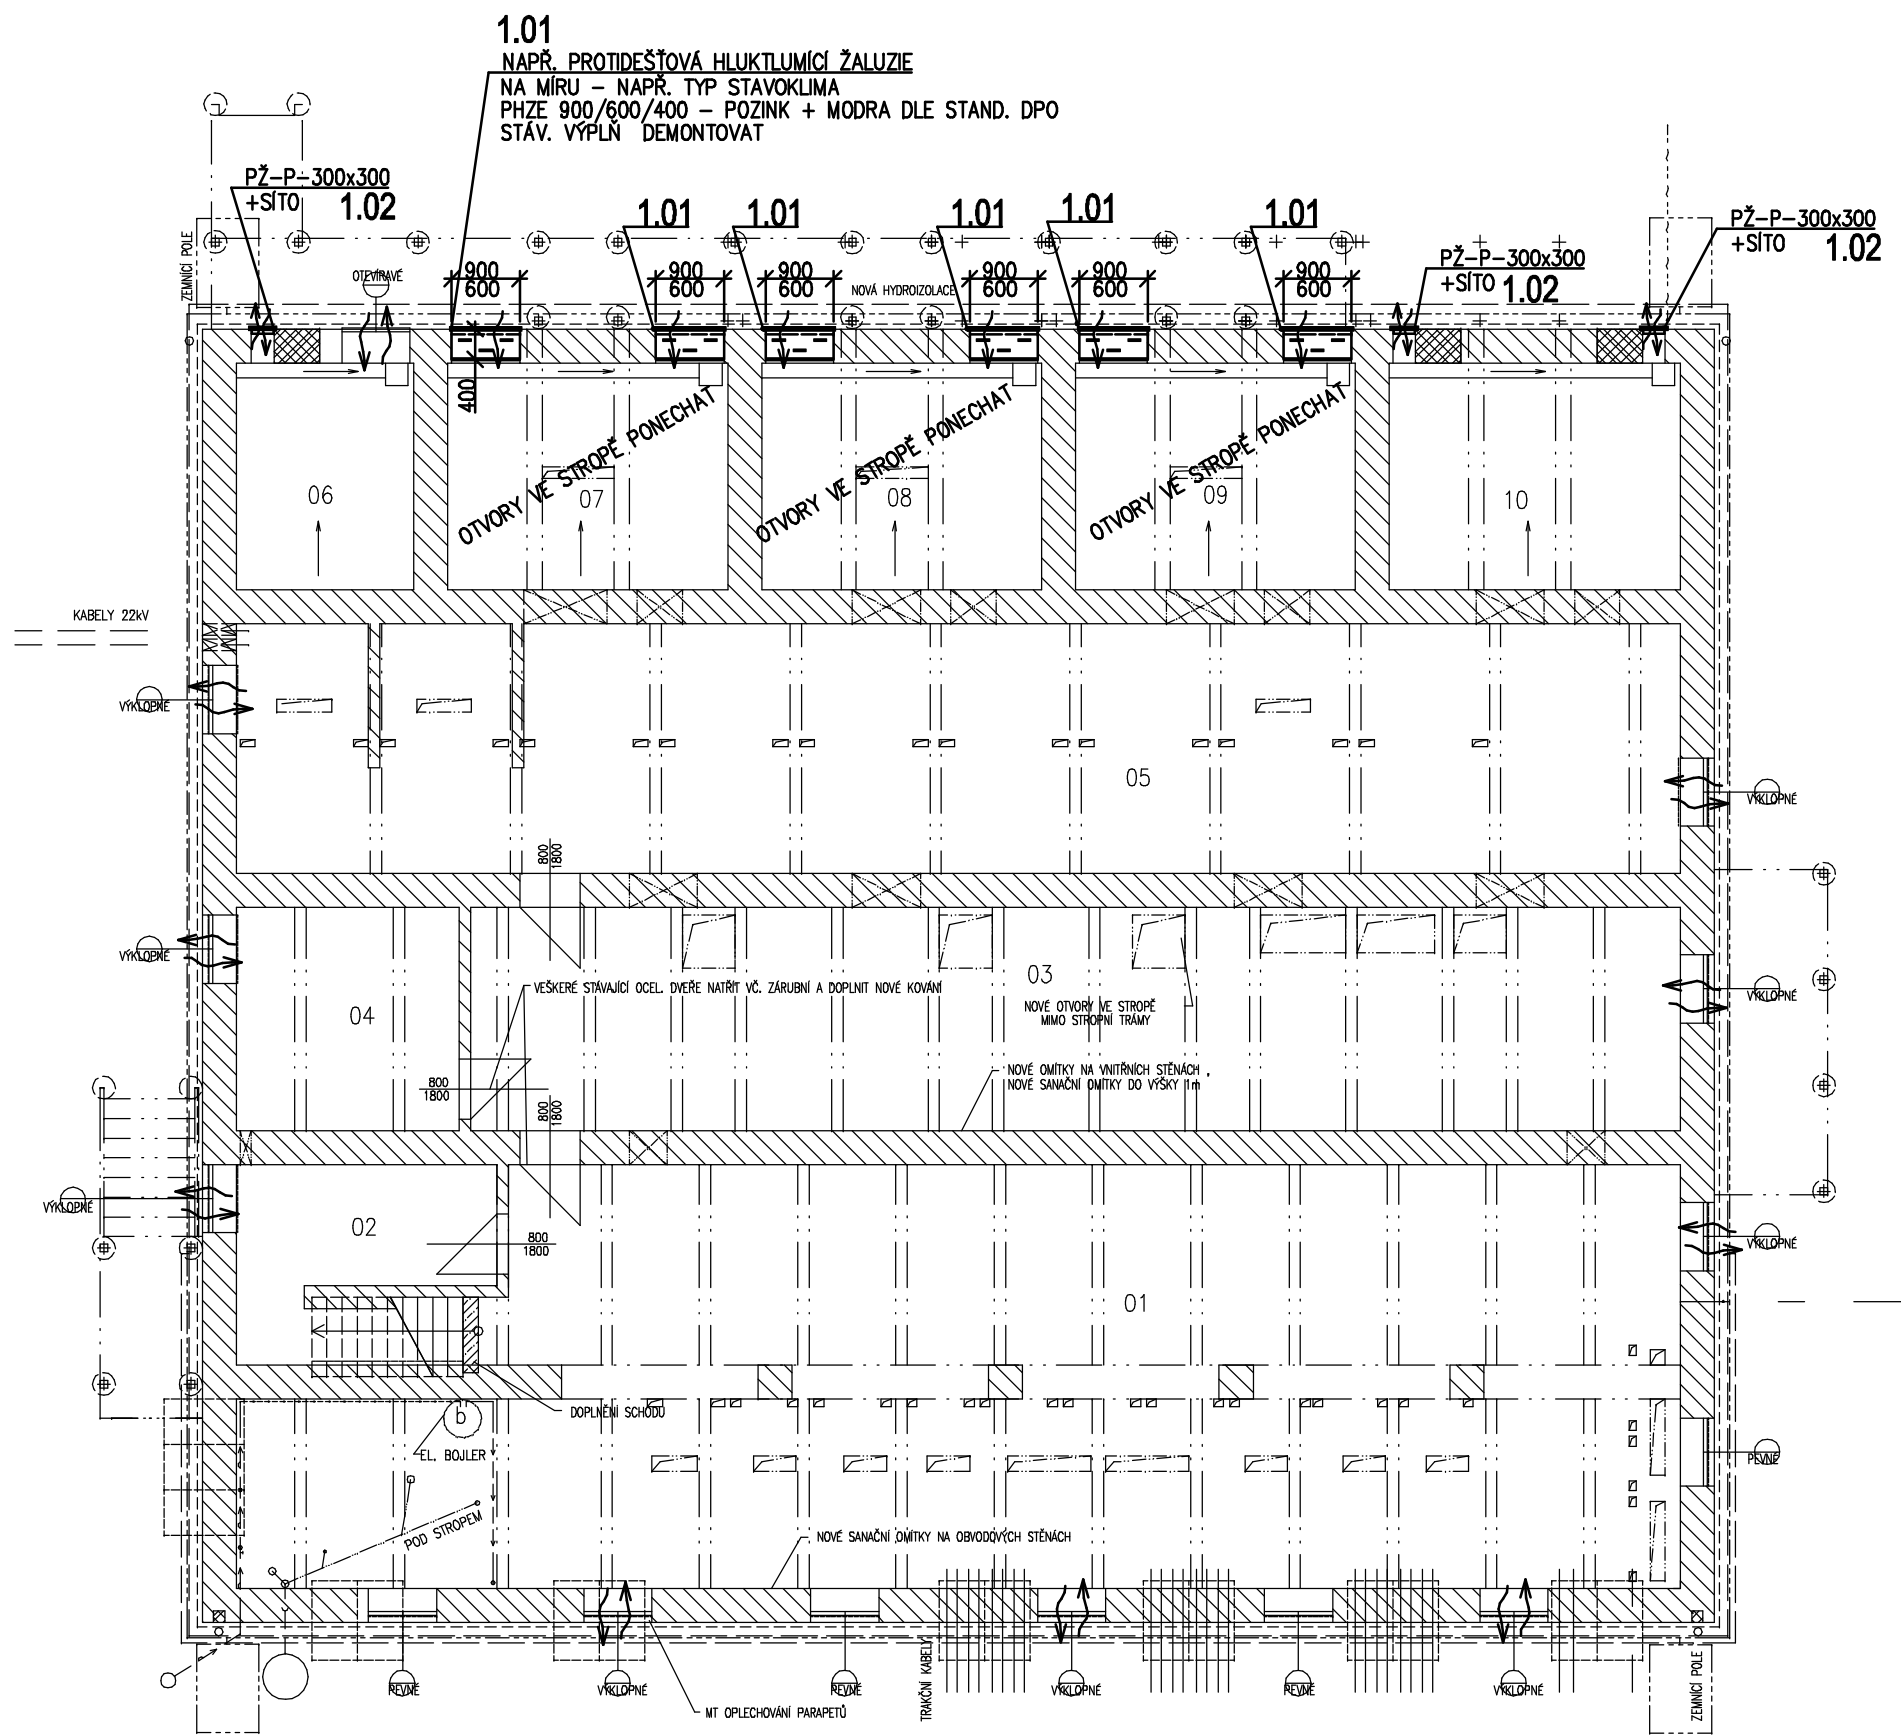 1.01
NAPŘ. PROTIDEŠŤOVÁ HLUKTLUMÍCÍ ŽALUZIE
NA MÍRU – NAPŘ. TYP STAVOKLIMA
PHZE 900/600/400 – POZINK + MODRA DLE STAND. DPO
STÁV. VÝPLŇ DEMONTOVAT
PŽ-P-300x300
+SÍTO 1.02
1.01
1.01
1.01
1.01
1.01
PŽ-P-300x300
+SÍTO 1.02
PŽ-P-300x300
+SÍTO 1.02
ZEMNÍCÍ POLE
OTEVÍRAVÉ
900
600
900
600
900
600
NOVÁ HYDROIZOLACE
900
600
900
600
900
600
400
OTVORY VE STROPĚ PONECHAT
OTVORY VE STROPĚ PONECHAT
OTVORY VE STROPĚ PONECHAT
06
07
08
09
10
KABELY 22kV
VÝKLOPNÉ
05
VÝKLOPNÉ
800
1800
VÝKLOPNÉ
03
VEŠKERÉ STÁVAJÍCÍ OCEL. DVEŘE NATŘÍT VČ. ZÁRUBNÍ A DOPLNIT NOVÉ KOVÁNÍ
VÝKLOPNÉ
04
NOVÉ OTVORY VE STROPĚ
MIMO STROPNÍ TRÁMY
NOVÉ OMÍTKY NA VNITŘNÍCH STĚNÁCH ,
NOVÉ SANAČNÍ OMÍTKY DO VÝŠKY 1m
800
1800
800
1800
VÝKLOPNÉ
02
800
1800
VÝKLOPNÉ
01
DOPLNĚNÍ SCHODŮ
b
EL. BOJLER
PEVNÉ
POD STROPEM
NOVÉ SANAČNÍ OMÍTKY NA OBVODOVÝCH STĚNÁCH
PEVNÉ
VÝKLOPNÉ
PEVNÉ
TRAKČNÍ KABELY
VÝKLOPNÉ
PEVNÉ
VÝKLOPNÉ
ZEMNÍCÍ POLE
MT OPLECHOVÁNÍ PARAPETŮ